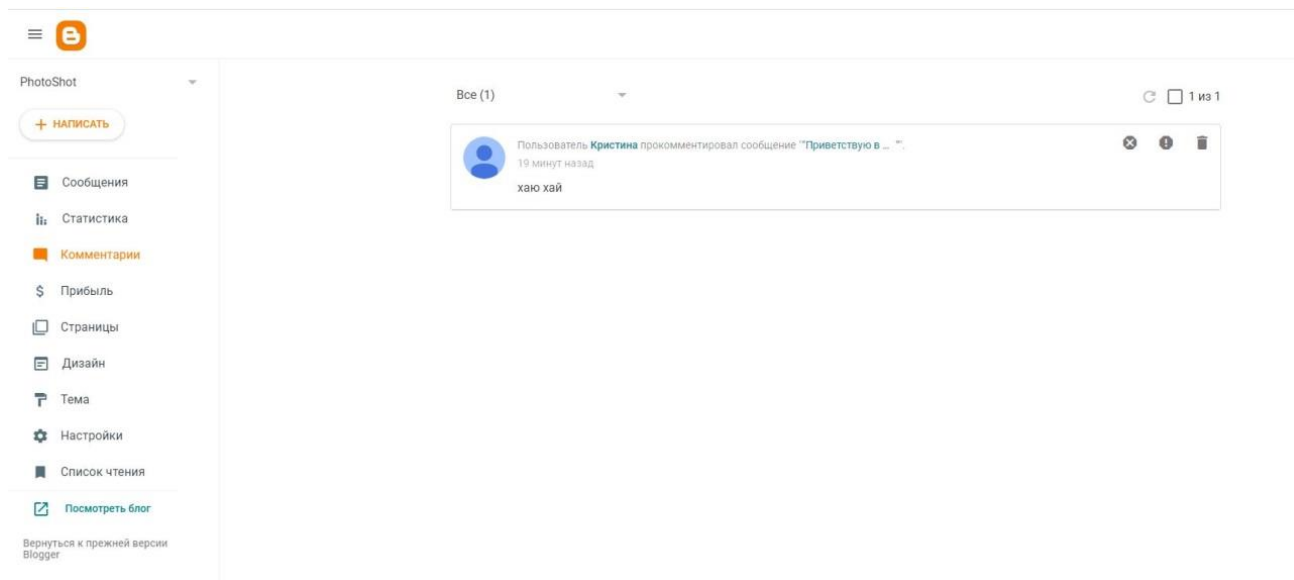 PhotoShot
+ НАПИСАТЬ
Сообщения
Статистика
Комментарии
Прибыль
Страницы
Дизайн
Тема
Настройки
Список чтения
Посмотреть блог
Вернуться к прежней версии
Blogger
Все (1)
1 из 1
Пользователь Кристина прокомментировал сообщение '"Приветствую в ... "".
19 минут назад
хаю хай